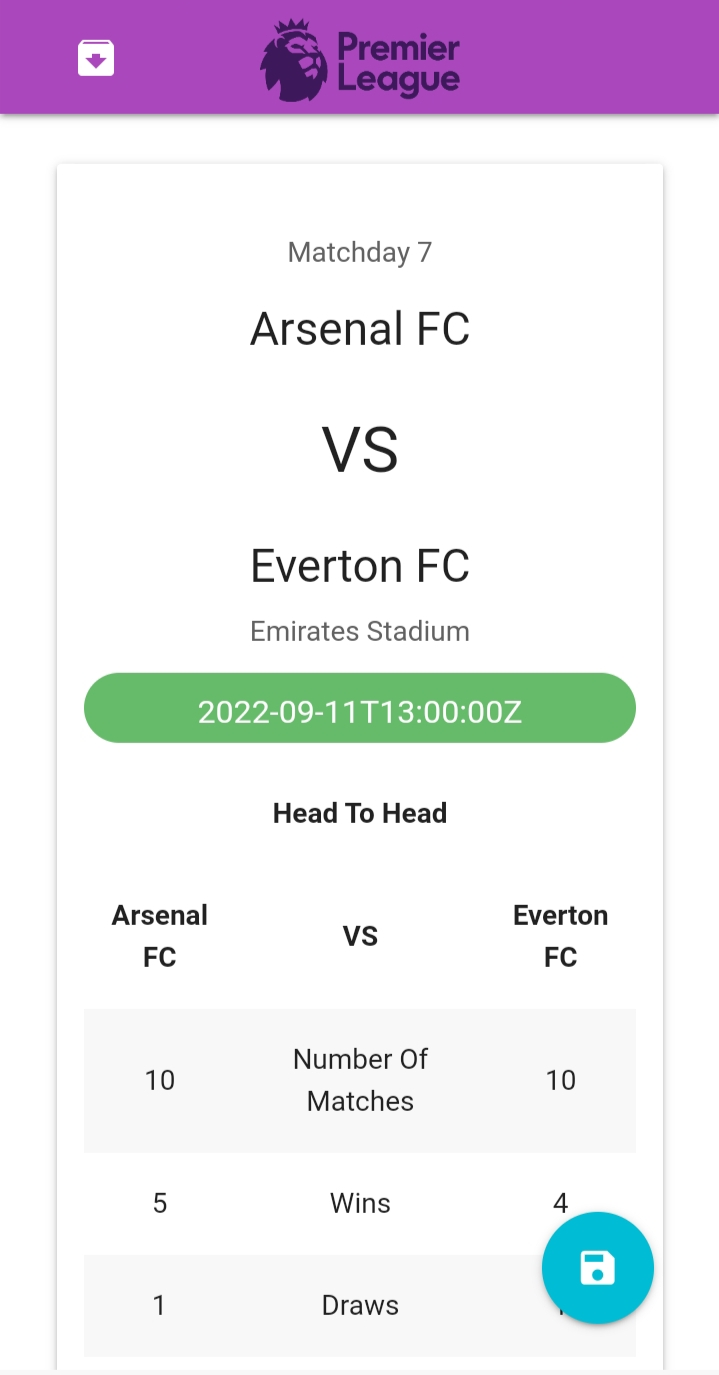 Premier
League
Matchday 7
Arsenal FC
VS
Everton FC
Emirates Stadium
2022-09-11T13:00:00Z
Head To Head
Arsenal
FC
VS
Everton
FC
10
Number Of
Matches
10
5
Wins
4
1
Draws